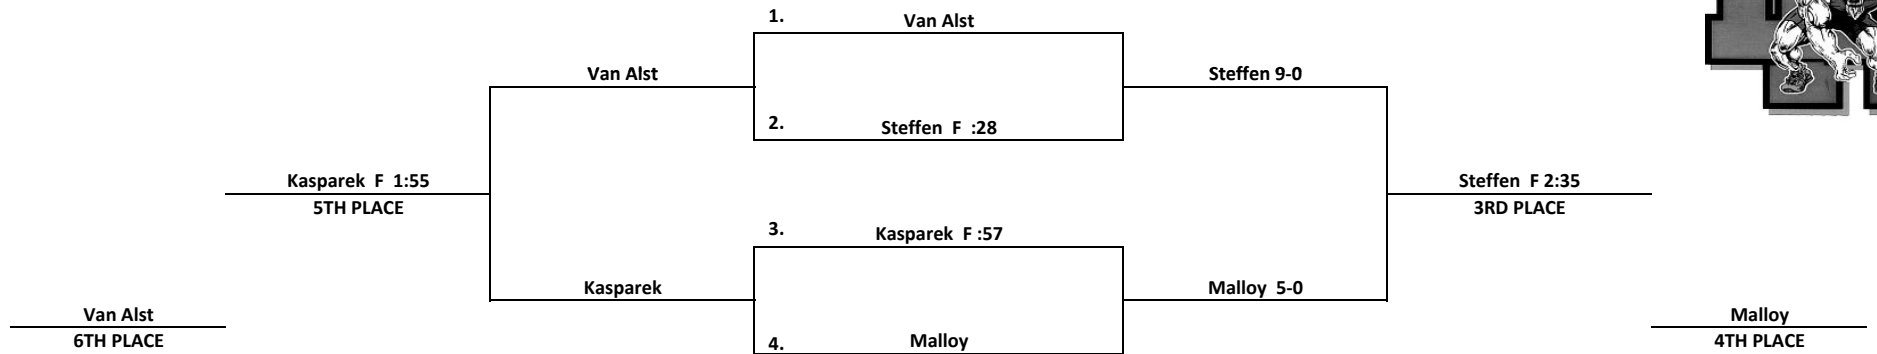 1.
Van Alst
Van Alst
Steffen 9-0
2.
Steffen F :28
Kasparek F 1:55
5TH PLACE
Steffen F 2:35
3RD PLACE
3.
Kasparek F :57
Kasparek
Malloy 5-0
Van Alst
6TH PLACE
4.
Malloy
Malloy
4TH PLACE